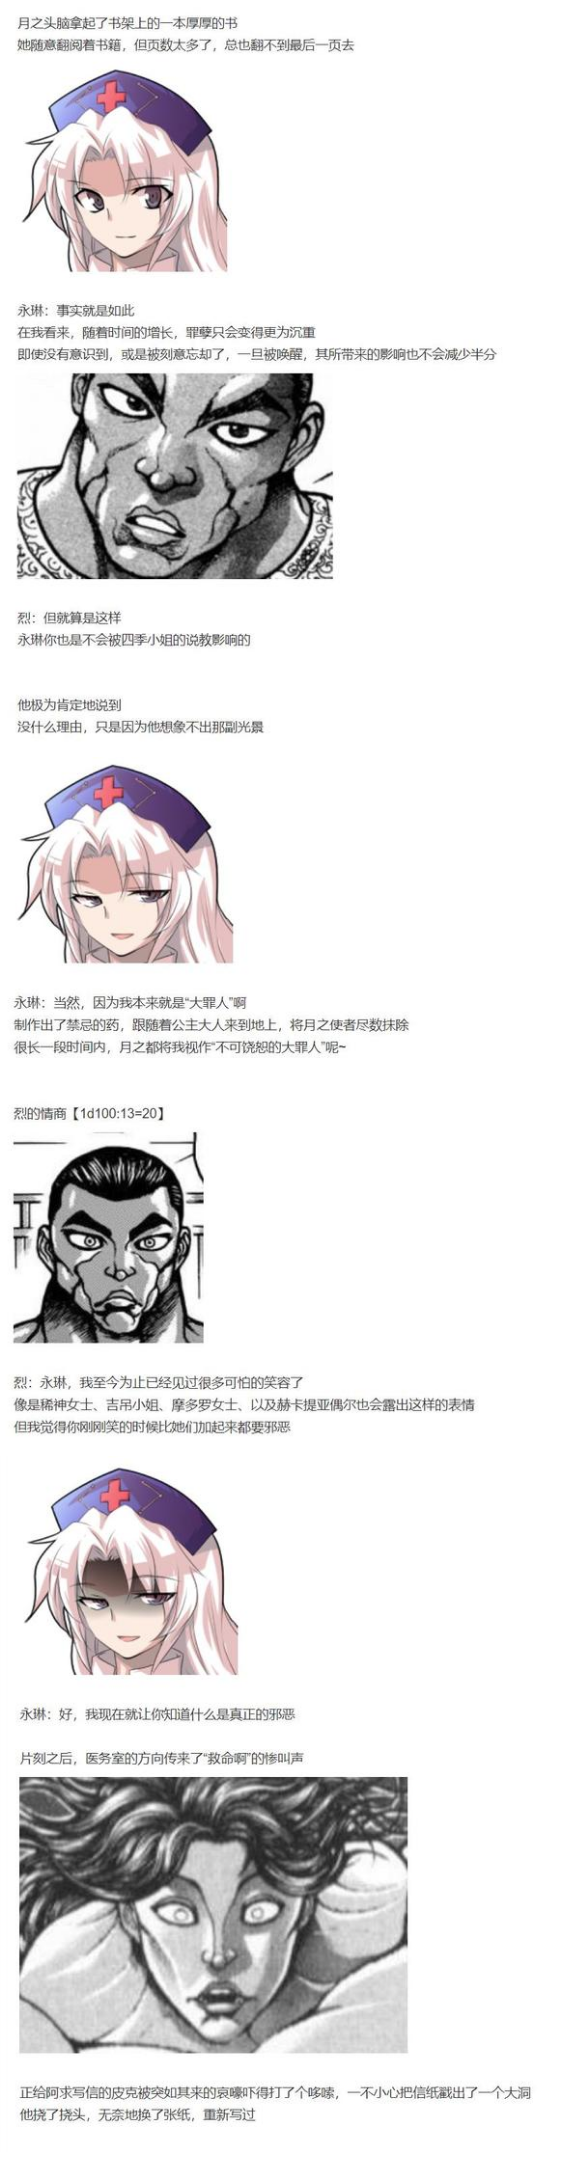 月之头脑拿起了书架上的一本厚厚的书
她随意翻阅着书籍，但页数太多了，总也翻不到最后一页去
永琳：事实就是如此
在我看来，随着时间的增长，罪孽只会变得更为沉重
即使没有意识到，或是被刻意忘却了，一旦被唤醒，其所带来的影响也不会减少半分
烈：但就算是这样
永琳你也是不会被四季小姐的说教影响的
他极为肯定地说到
没什么理由，只是因为他想象不出那副光景
永琳：当然，因为我本来就是“大罪人”啊
制作出了禁忌的药，跟随着公主大人来到地上，将月之使者尽数抹除
很长一段时间内，月之都将我视作“不可饶恕的大罪人”呢~
烈的情商【1d100:13=20】
烈：永琳，我至今为止已经见过很多可怕的笑容了
像是稀神女士、吉吊小姐、摩多罗女士、以及赫卡提亚偶尔也会露出这样的表情
但我觉得你刚刚笑的时候比她们加起来都要邪恶
永琳：好，我现在就让你知道什么是真正的邪恶
片刻之后，医务室的方向传来了“救命啊”的惨叫声
正给阿求写信的皮克被突如其来的哀嚎吓得打了个哆嗦，一不小心把信纸戳出了一个大洞
他挠了挠头，无奈地换了张纸，重新写过